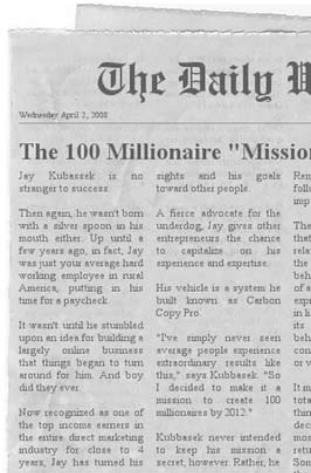 The Daily
Wednesday April 2, 2008
The 100 Millionaire "Mission
Jay Kubassek is no
stranger to success.
Then again, he wasn't born
with a silver spoon in his
mouth either. Up until a
few years ago, in fact, Jay
was just your average hard
working employee in rural
America, putting in his
time for a paycheck.
It wasn't until he stumbled
upon an idea for building a
largely online business
that things began to turn
around for him. And boy
did they ever.
Now recognized as one of
the top income earners in
the entire direct marketing
industry for close to 4
years, Jay has turned his
sights and his goals
toward other people.
A fierce advocate for the
underdog, Jay gives other
entrepreneurs the chance
to capitalize on his
experience and expertise.
His vehicle is a system he
built known as Carbon
Copy Pro.
"I've simply never seen
average people experience
extraordinary results like
this," says Kubassek. "So
I decided to make it a
mission to create 100
millionaires by 2012."
Kubassek never intended
to keep his mission a
secret, however. Rather, he